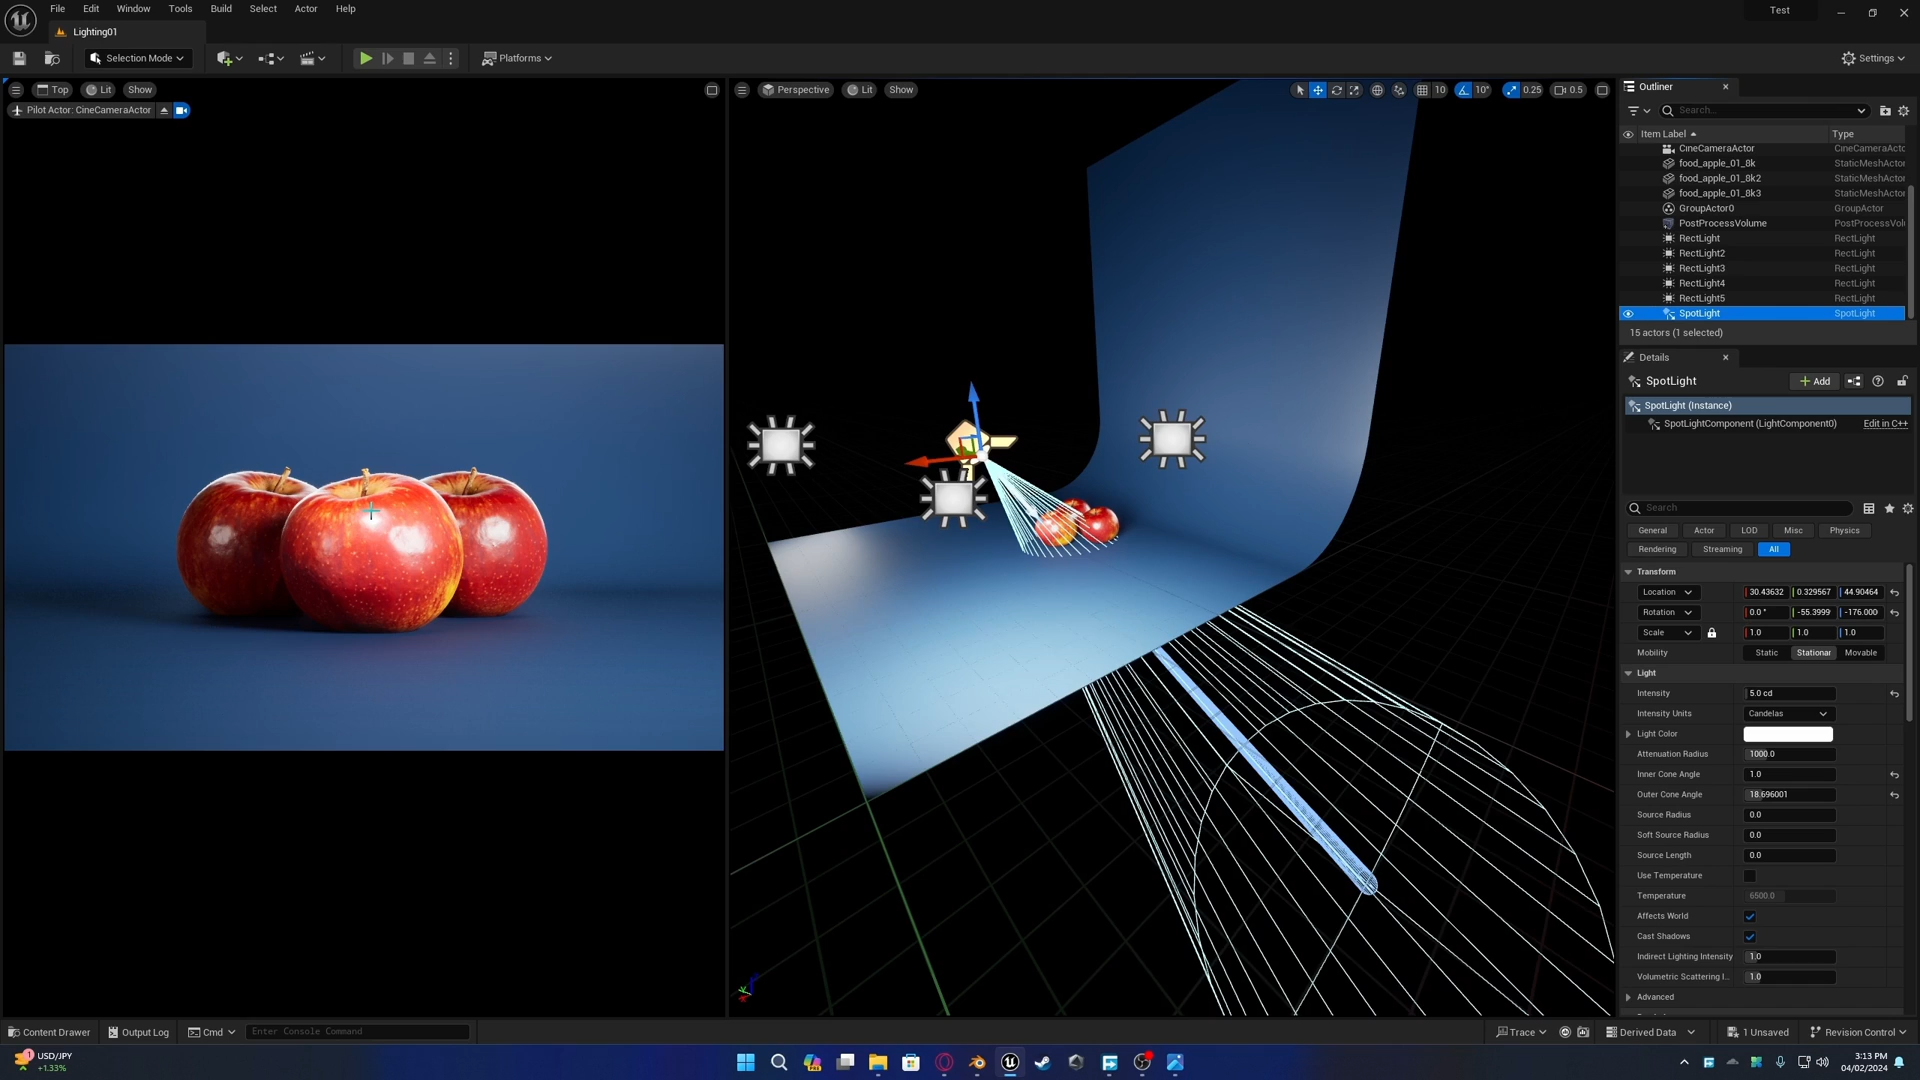 File Edit Window Tools Build Select Actor Help
Test
Lighting01
Selection Mode
Platforms
Settings
Top Lit Show
Pilot Actor: CineCameraActor
Perspective Lit Show
10 10° 0.25 0.5
Outliner
Search...
Item Label Type
CineCameraActor CineCameraActo
food_apple_01_8k StaticMeshActor
food_apple_01_8k2 StaticMeshActor
food_apple_01_8k3 StaticMeshActor
GroupActor0 GroupActor
PostProcessVolume PostProcessVol
RectLight RectLight
RectLight2 RectLight
RectLight3 RectLight
RectLight4 RectLight
RectLight5 RectLight
SpotLight SpotLight
15 actors (1 selected)
Details
SpotLight
Add
SpotLight (Instance)
SpotLightComponent (LightComponent0) Edit in C++
Search
General Actor LOD Misc Physics
Rendering Streaming All
Transform
Location 30.43632 0.329567 44.90464
Rotation 0.0 ° -55.3999 -176.000
Scale 1.0 1.0 1.0
Mobility Static Stationar Movable
Light
Intensity 5.0 cd
Intensity Units Candelas
Light Color
Attenuation Radius 1000.0
Inner Cone Angle 1.0
Outer Cone Angle 18.696001
Source Radius 0.0
Soft Source Radius 0.0
Source Length 0.0
Use Temperature
Temperature 6500.0
Affects World
Cast Shadows
Indirect Lighting Intensity 1.0
Volumetric Scattering I... 1.0
Advanced
Content Drawer Output Log Cmd Enter Console Command
Trace Derived Data 1 Unsaved Revision Control
1
USD/JPY
+1.33%
3:13 PM
04/02/2024